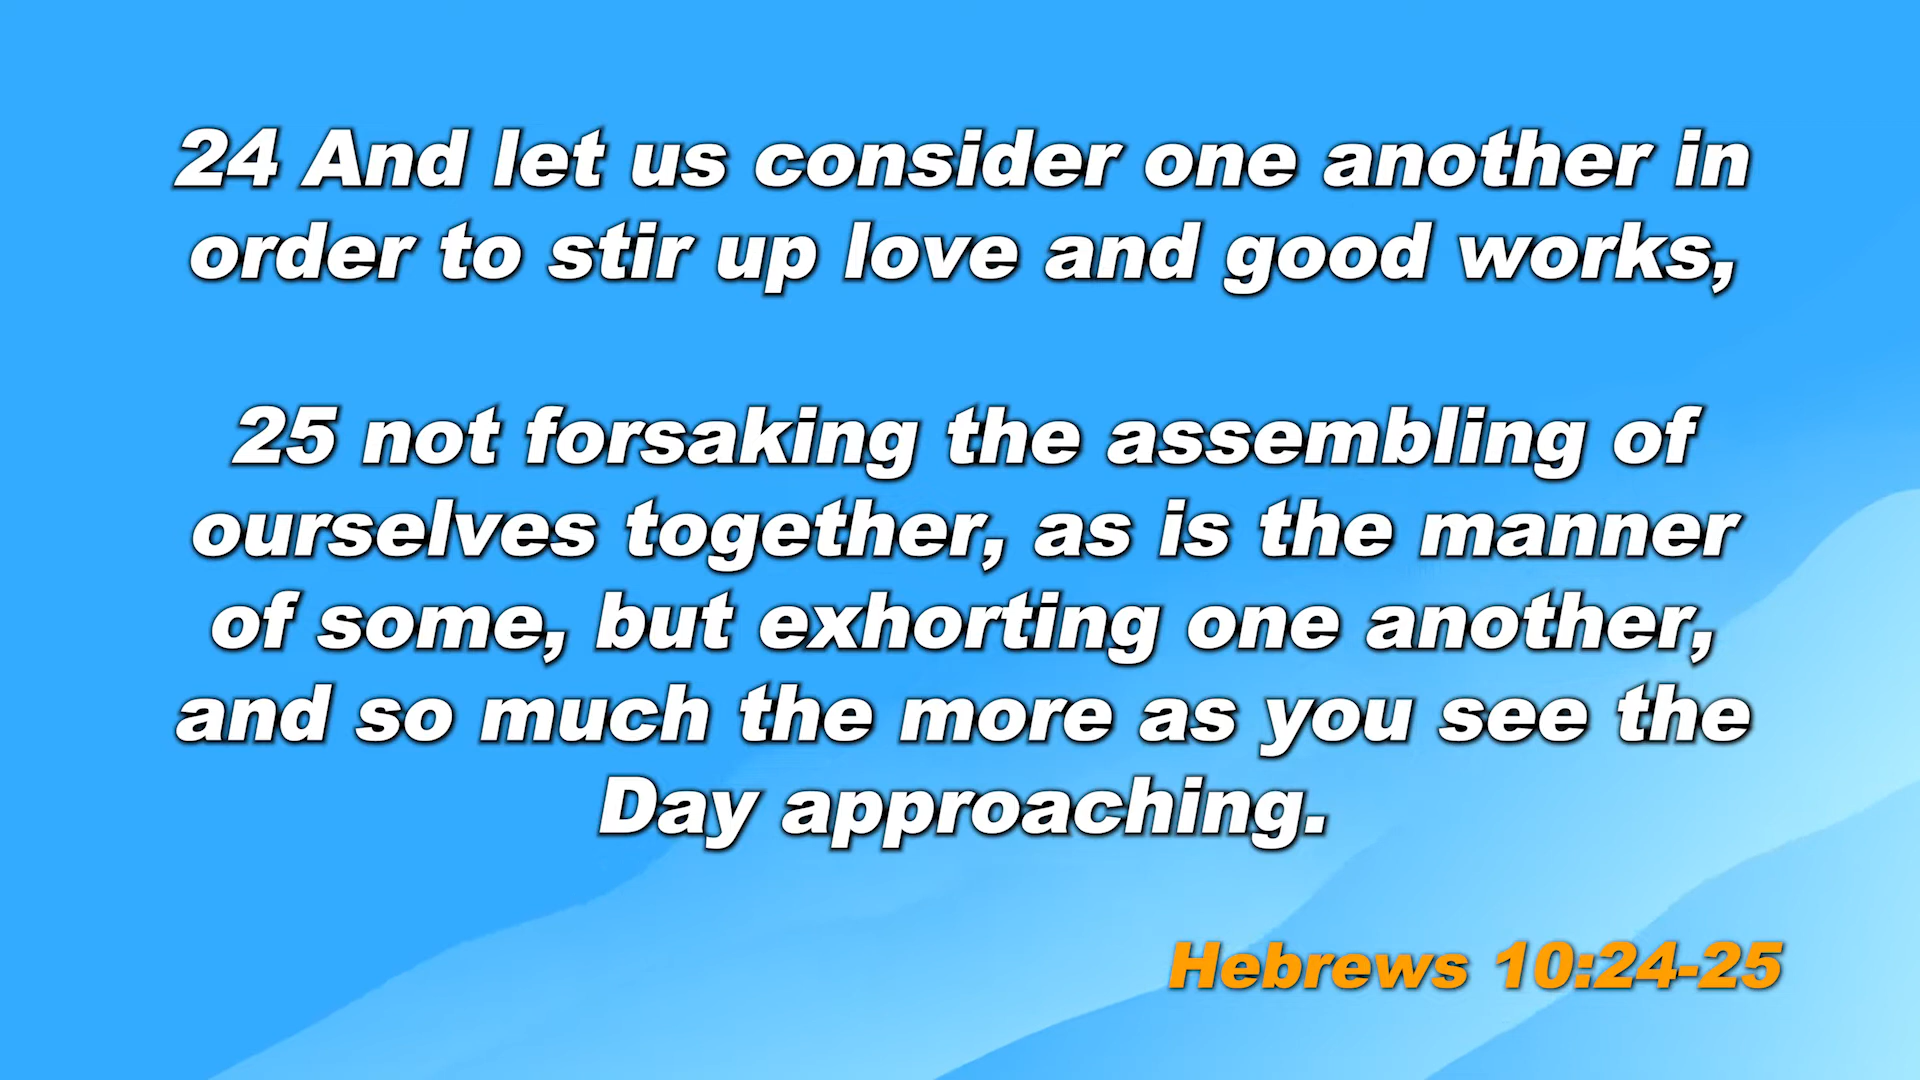 24 And let us consider one another in
order to stir up love and good works,
25 not forsaking the assembling of
ourselves together, as is the manner
of some, but exhorting one another,
and so much the more as you see the
Day approaching.
Hebrews 10:24-25